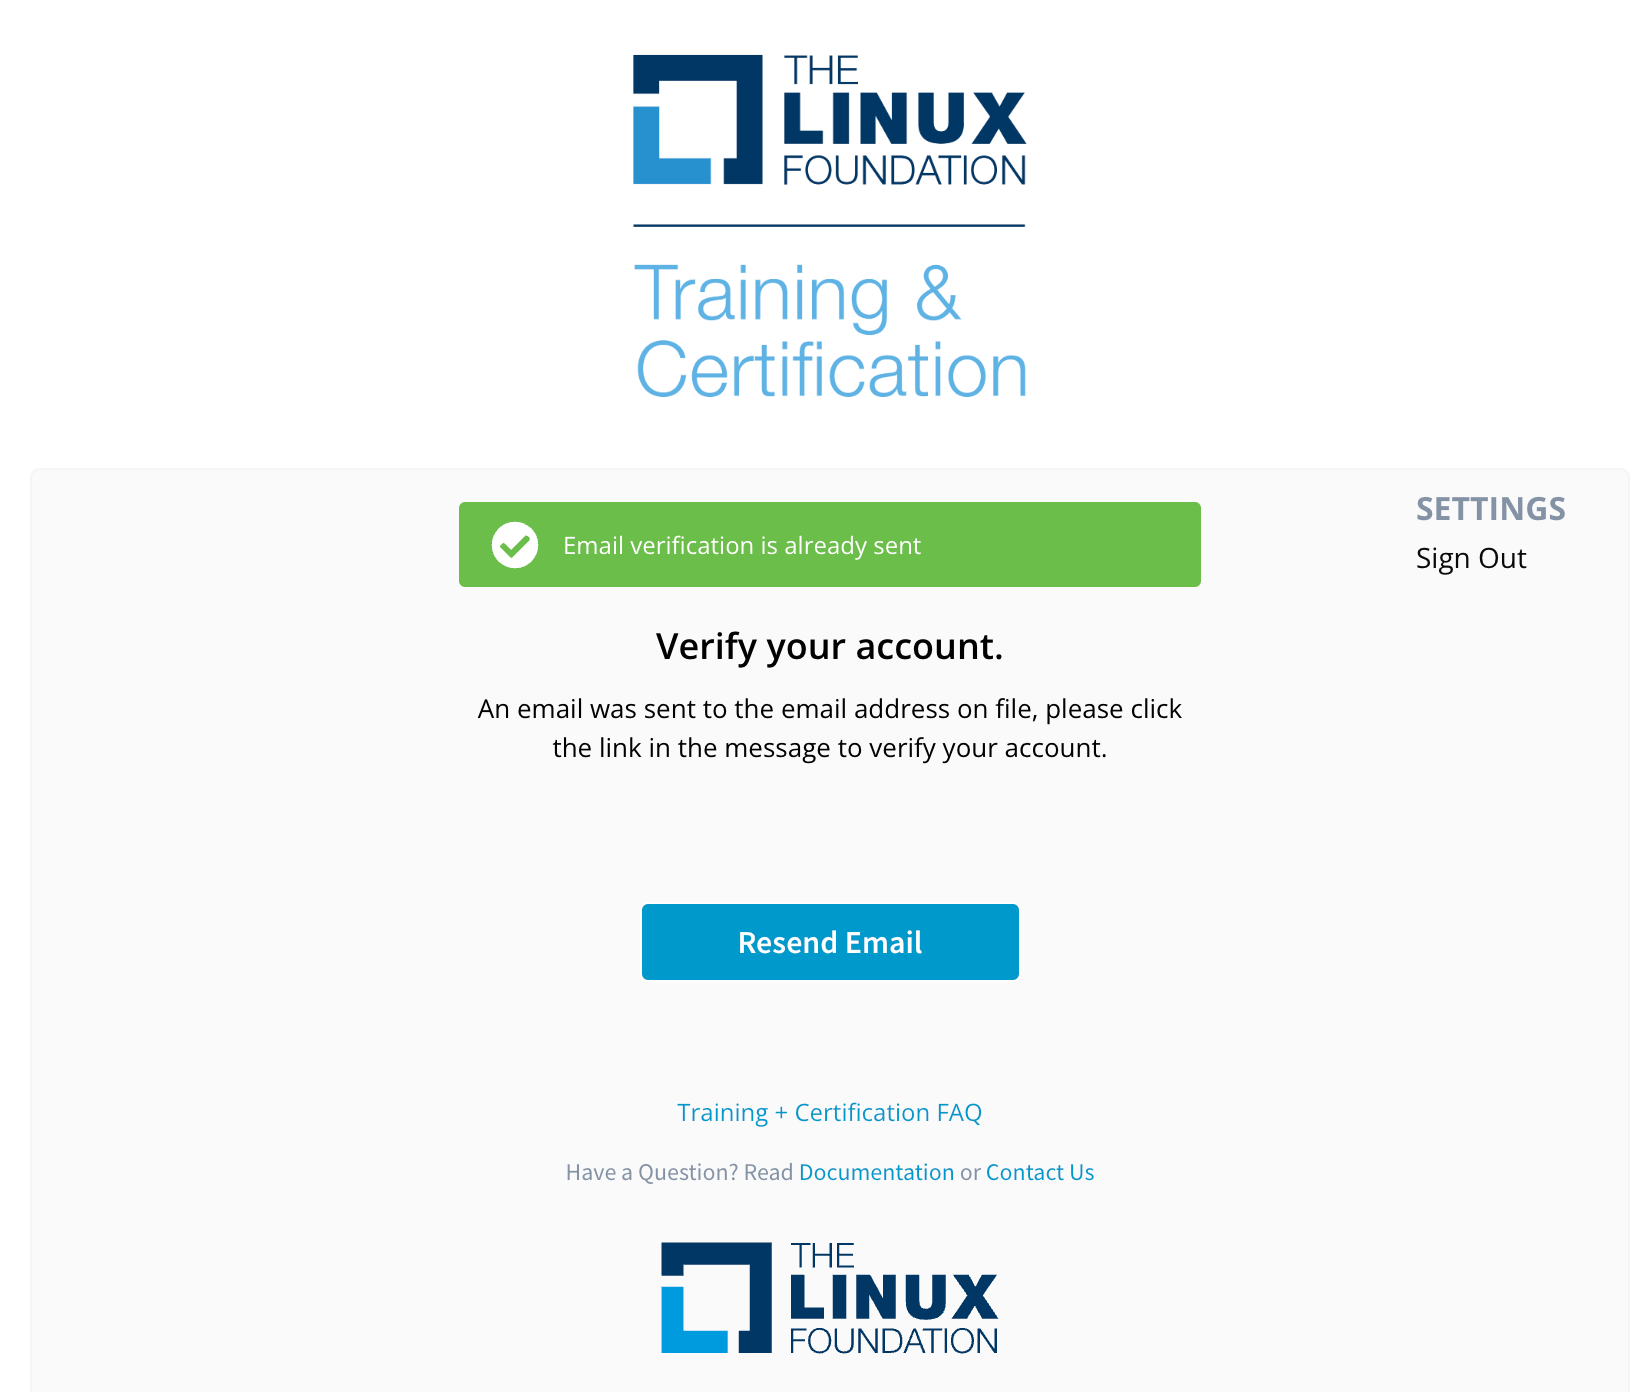 THE
LINUX
FOUNDATION
Training &
Certification
Email verification is already sent
SETTINGS
Sign Out
Verify your account.
An email was sent to the email address on file, please click
the link in the message to verify your account.
Resend Email
Training + Certification FAQ
Have a Question? Read Documentation or Contact Us
THE
LINUX
FOUNDATION